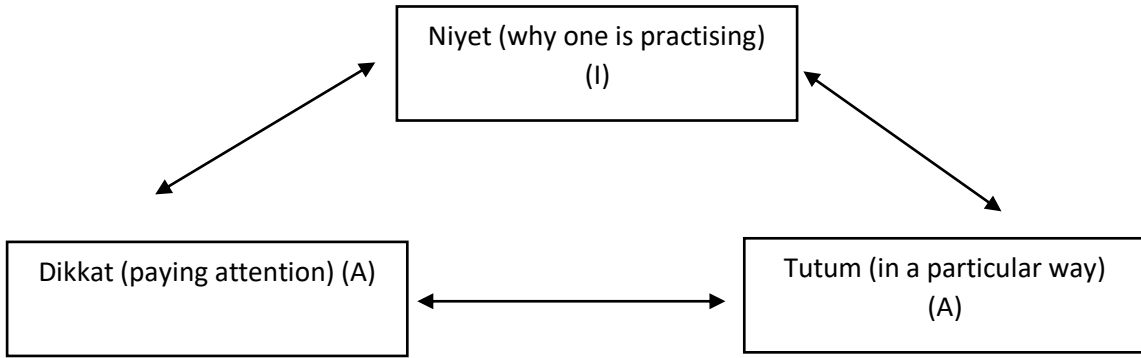 Niyet (why one is practising)
(I)
Dikkat (paying attention) (A)
Tutum (in a particular way)
(A)